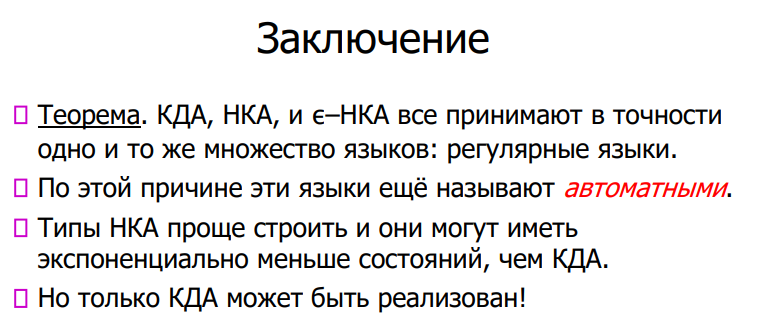 Заключение
Теорема. КДА, НКА, и є–НКА все принимают в точности
одно и то же множество языков: регулярные языки.
По этой причине эти языки ещё называют автоматными.
Типы НКА проще строить и они могут иметь
экспоненциально меньше состояний, чем КДА.
Но только КДА может быть реализован!